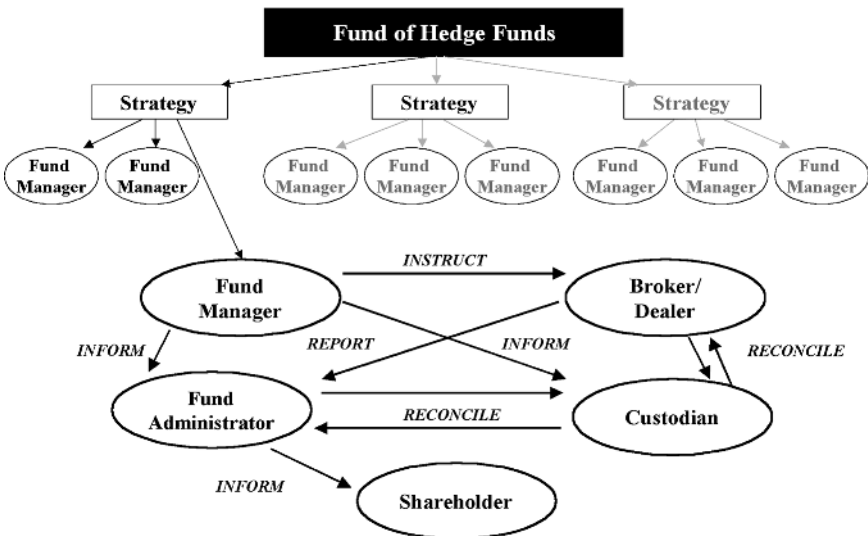 Fund of Hedge Funds
Strategy
Strategy
Strategy
Fund
Manager
Fund
Manager
Fund
Manager
Fund
Manager
Fund
Manager
Fund
Manager
Fund
Manager
Fund
Manager
INSTRUCT
Fund
Manager
Broker/
Dealer
INFORM
REPORT
INFORM
RECONCILE
Fund
Administrator
RECONCILE
Custodian
INFORM
Shareholder